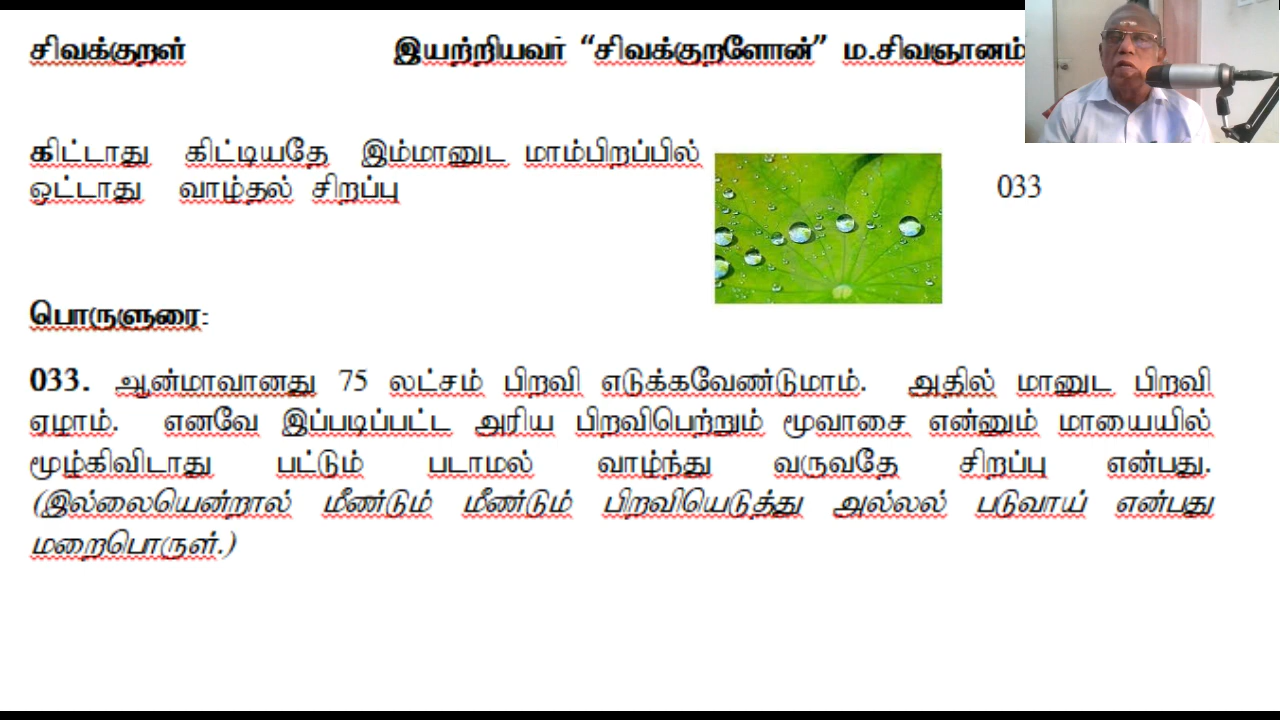 சிவக்குறள் இயற்றியவர் “சிவக்குறளோன்” ம.சிவஞானம்
கிட்டாது கிட்டியதே இம்மானுட மாம்பிறப்பில்
ஒட்டாது வாழ்தல் சிறப்பு 033
பொருளுரை:
033. ஆன்மாவானது 75 லட்சம் பிறவி எடுக்கவேண்டுமாம். அதில் மானுட பிறவி
ஏழாம். எனவே இப்படிப்பட்ட அரிய பிறவிபெற்றும் மூவாசை என்னும் மாயையில்
மூழ்கிவிடாது பட்டும் படாமல் வாழ்ந்து வருவதே சிறப்பு என்பது.
(இல்லையென்றால் மீண்டும் மீண்டும் பிறவியெடுத்து அல்லல் படுவாய் என்பது
மறைபொருள்.)